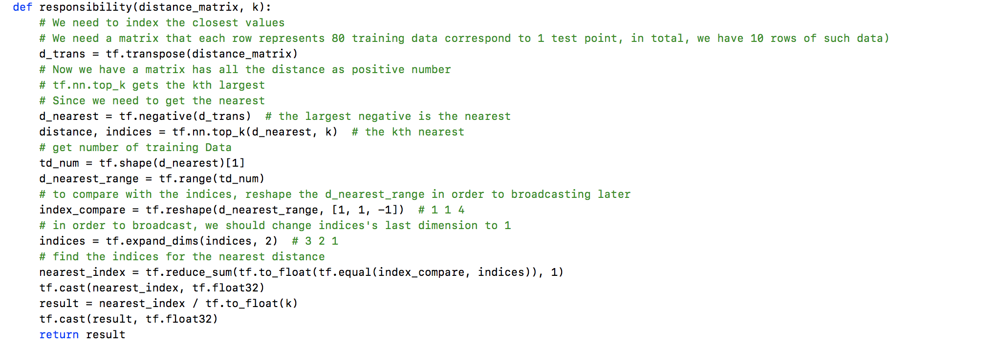 def responsibility(distance_matrix, k):
    # We need to index the closest values
    # We need a matrix that each row represents 80 training data correspond to 1 test point, in total, we have 10 rows of such data)
    d_trans = tf.transpose(distance_matrix)
    # Now we have a matrix has all the distance as positive number
    # tf.nn.top_k gets the kth largest
    # Since we need to get the nearest
    d_nearest = tf.negative(d_trans)  # the largest negative is the nearest
    distance, indices = tf.nn.top_k(d_nearest, k)  # the kth nearest
    # get number of training Data
    td_num = tf.shape(d_nearest)[1]
    d_nearest_range = tf.range(td_num)
    # to compare with the indices, reshape the d_nearest_range in order to broadcasting later
    index_compare = tf.reshape(d_nearest_range, [1, 1, -1])  # 1 1 4
    # in order to broadcast, we should change indices's last dimension to 1
    indices = tf.expand_dims(indices, 2)  # 3 2 1
    # find the indices for the nearest distance
    nearest_index = tf.reduce_sum(tf.to_float(tf.equal(index_compare, indices)), 1)
    tf.cast(nearest_index, tf.float32)
    result = nearest_index / tf.to_float(k)
    tf.cast(result, tf.float32)
    return result